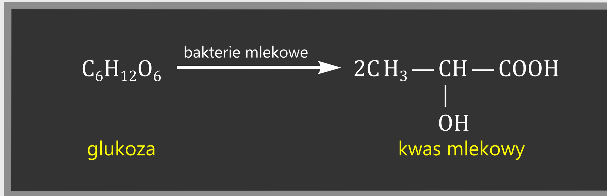 bakterie mlekowe
C₆H₁₂O₆ 2CH₃—CH—COOH
OH
glukoza kwas mlekowy